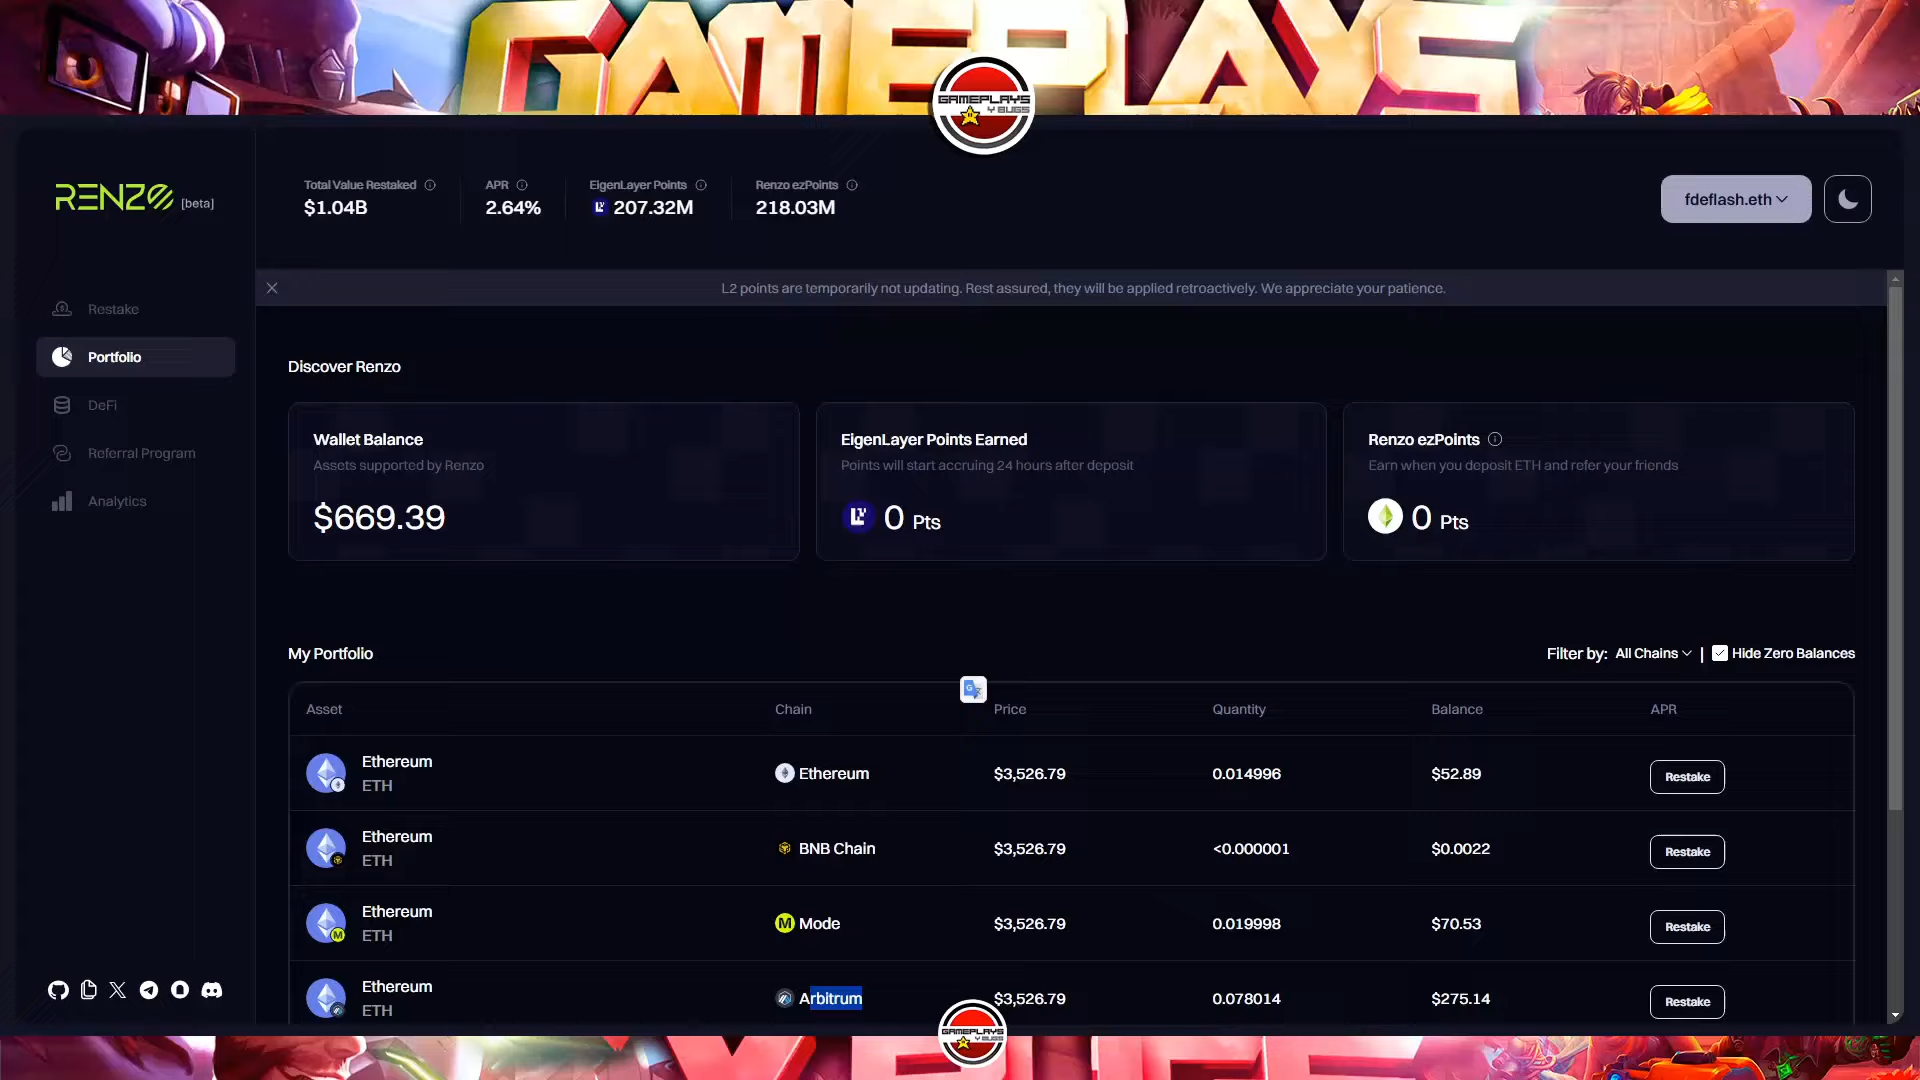 GAMEPLAYS
GAMEPLAYS
Y BUGS
RENZO [beta]
Total Value Restaked
$1.04B
APR
2.64%
EigenLayer Points
207.32M
Renzo ezPoints
218.03M
fdeflash.eth
L2 points are temporarily not updating. Rest assured, they will be applied retroactively. We appreciate your patience.
Restake
Portfolio
DeFi
Referral Program
Analytics
Discover Renzo
Wallet Balance
Assets supported by Renzo
$669.39
EigenLayer Points Earned
Points will start accruing 24 hours after deposit
0 Pts
Renzo ezPoints
Earn when you deposit ETH and refer your friends
0 Pts
My Portfolio
Filter by: All Chains | Hide Zero Balances
Asset Chain Price Quantity Balance APR
Ethereum
ETH
Ethereum $3,526.79 0.014996 $52.89 Restake
Ethereum
ETH
BNB Chain $3,526.79 <0.000001 $0.0022 Restake
Ethereum
ETH
Mode $3,526.79 0.019998 $70.53 Restake
Ethereum
ETH
Arbitrum $3,526.79 0.078014 $275.14 Restake
GAMEPLAYS
Y BUGS